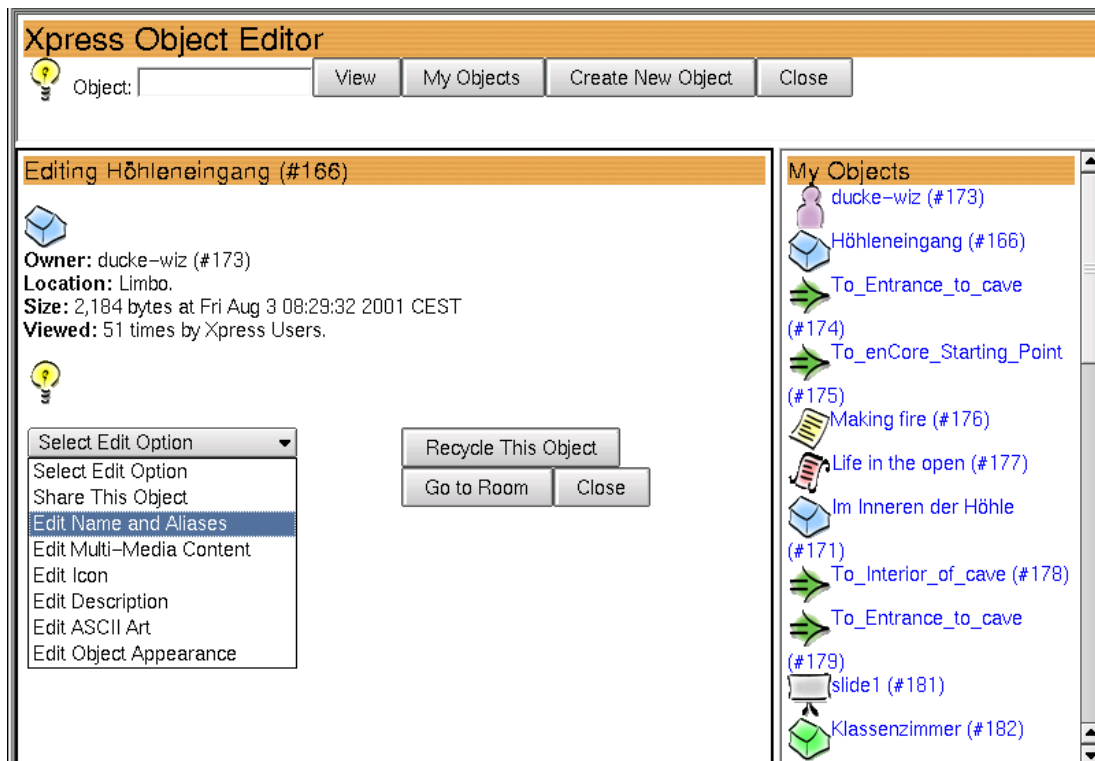 Xpress Object Editor
Object:
View
My Objects
Create New Object
Close
Editing Höhleneingang (#166)
Owner: ducke-wiz (#173)
Location: Limbo.
Size: 2,184 bytes at Fri Aug 3 08:29:32 2001 CEST
Viewed: 51 times by Xpress Users.
Select Edit Option
Select Edit Option
Share This Object
Edit Name and Aliases
Edit Multi-Media Content
Edit Icon
Edit Description
Edit ASCII Art
Edit Object Appearance
Recycle This Object
Go to Room
Close
My Objects
ducke-wiz (#173)
Höhleneingang (#166)
To_Entrance_to_cave
(#174)
To_enCore_Starting_Point
(#175)
Making fire (#176)
Life in the open (#177)
Im Inneren der Höhle
(#171)
To_Interior_of_cave (#178)
To_Entrance_to_cave
(#179)
slide1 (#181)
Klassenzimmer (#182)